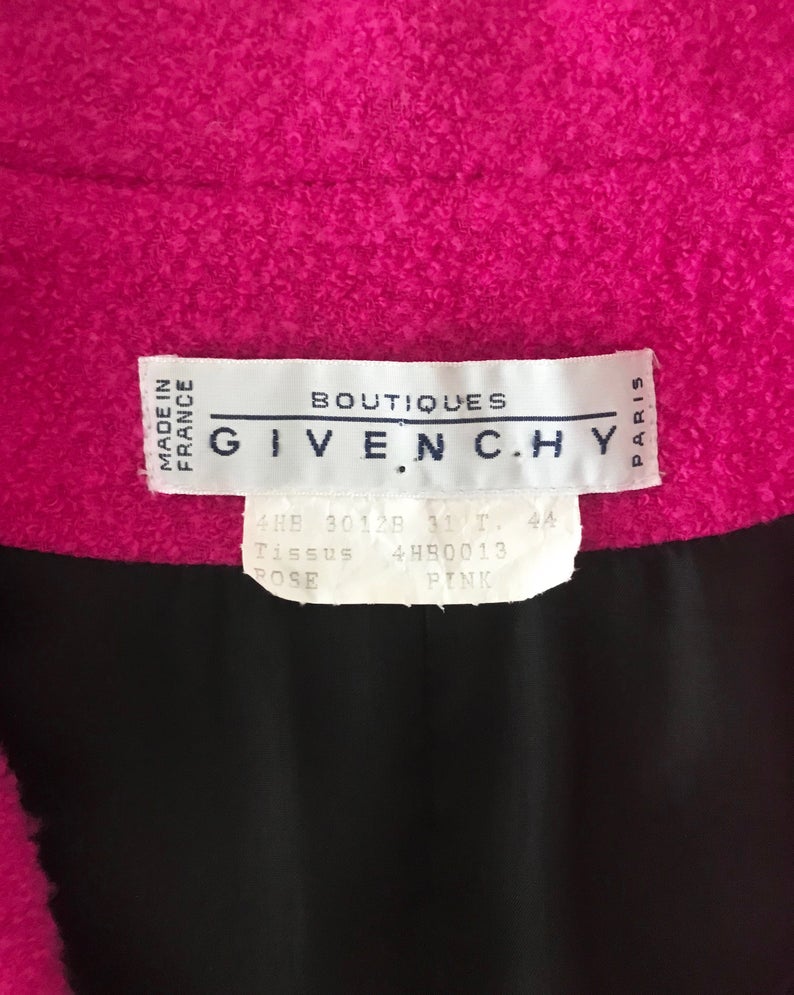 MADE IN
FRANCE
BOUTIQUES
GIVENCHY
PARIS
4HB 3012B 31 T. 44
Tissus 4HB0013
ROSE PINK